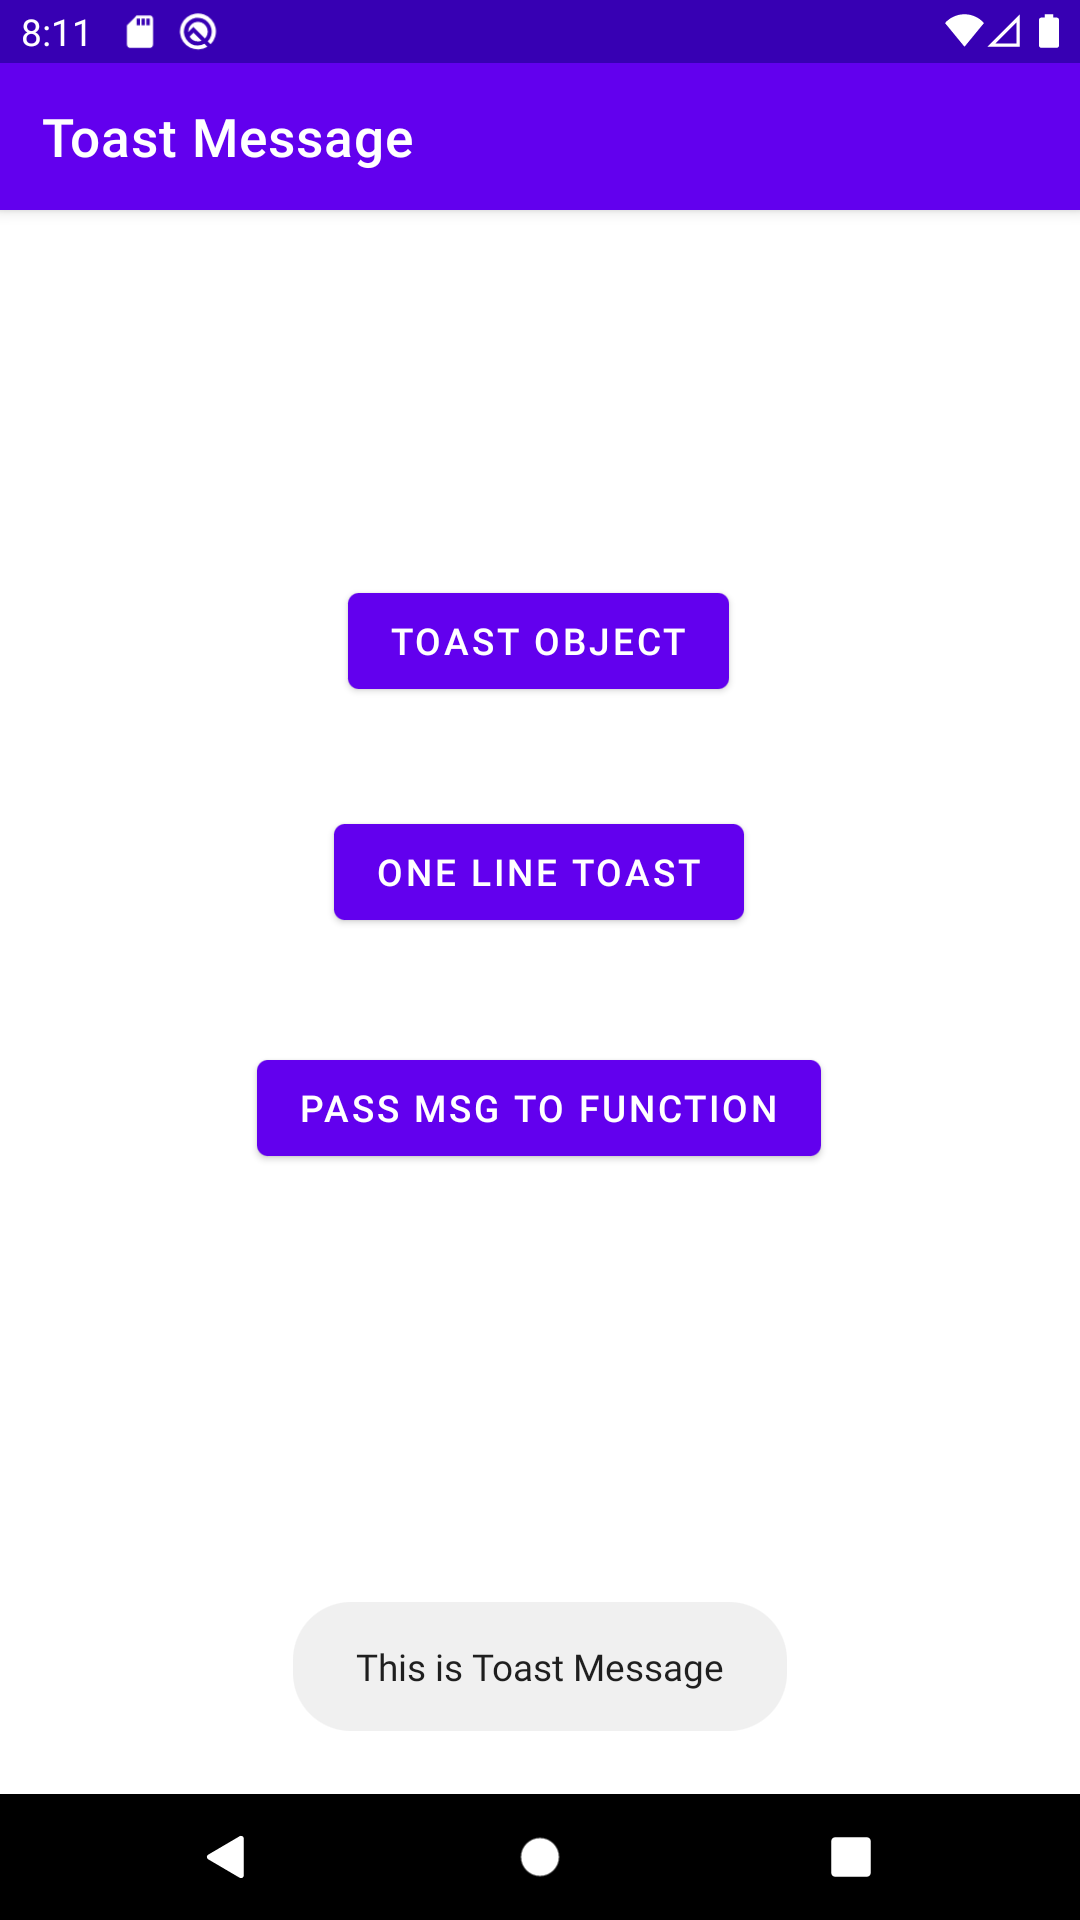 8:11
Toast Message
TOAST OBJECT
ONE LINE TOAST
PASS MSG TO FUNCTION
This is Toast Message